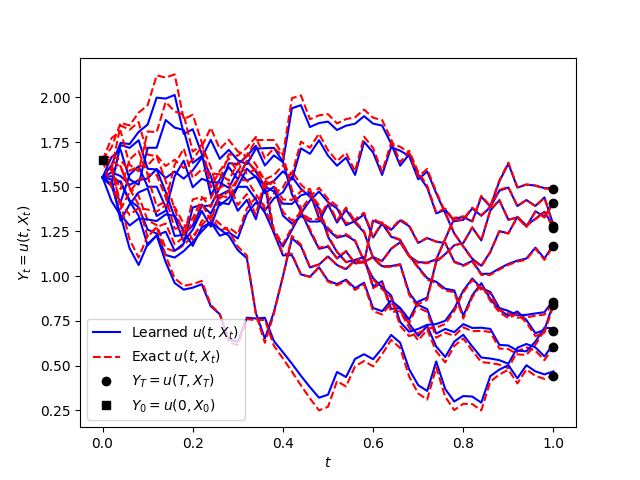 2.00
1.75
1.50
1.25
1.00
0.75
0.50
0.25
Y_t = u(t, X_t)
Learned u(t, X_t)
Exact u(t, X_t)
Y_T = u(T, X_T)
Y_0 = u(0, X_0)
0.0 0.2 0.4 0.6 0.8 1.0
t